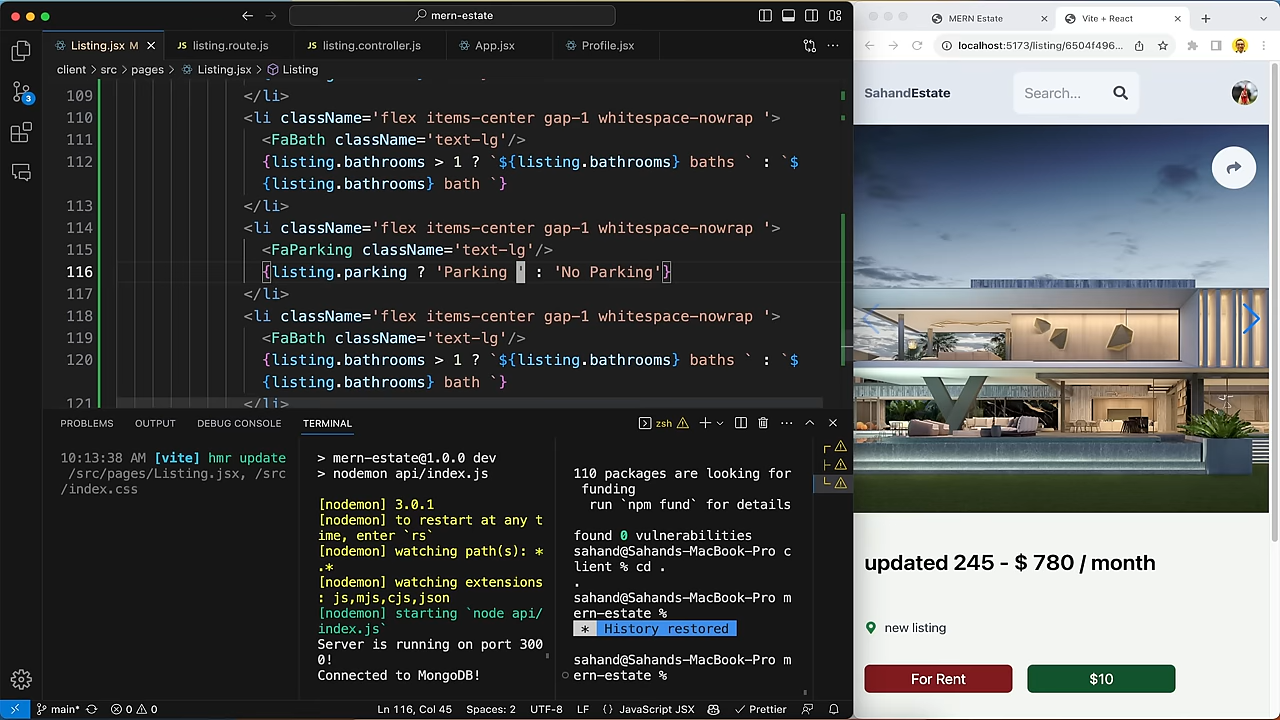 mern-estate
Listing.jsx M
listing.route.js
listing.controller.js
App.jsx
Profile.jsx
client > src > pages > Listing.jsx > Listing
109 </li>
110 <li className='flex items-center gap-1 whitespace-nowrap '>
111 <FaBath className='text-lg'/>
112 {listing.bathrooms > 1 ? `${listing.bathrooms} baths ` : `$
{listing.bathrooms} bath `}
113 </li>
114 <li className='flex items-center gap-1 whitespace-nowrap '>
115 <FaParking className='text-lg'/>
116 {listing.parking ? 'Parking ' : 'No Parking'}
117 </li>
118 <li className='flex items-center gap-1 whitespace-nowrap '>
119 <FaBath className='text-lg'/>
120 {listing.bathrooms > 1 ? `${listing.bathrooms} baths ` : `$
{listing.bathrooms} bath `}
121 </li>
3
PROBLEMS OUTPUT DEBUG CONSOLE TERMINAL
zsh
10:13:38 AM [vite] hmr update
/src/pages/Listing.jsx, /src
/index.css
> mern-estate@1.0.0 dev
> nodemon api/index.js
[nodemon] 3.0.1
[nodemon] to restart at any t
ime, enter `rs`
[nodemon] watching path(s): *
.*
[nodemon] watching extensions
: js,mjs,cjs,json
[nodemon] starting `node api/
index.js`
Server is running on port 300
0!
Connected to MongoDB!
110 packages are looking for
funding
run `npm fund` for details
found 0 vulnerabilities
sahand@Sahands-MacBook-Pro c
lient % cd .
.
sahand@Sahands-MacBook-Pro m
ern-estate %
* History restored
sahand@Sahands-MacBook-Pro m
ern-estate %
main* 0 0 Ln 116, Col 45 Spaces: 2 UTF-8 LF {} JavaScript JSX Prettier
MERN Estate
Vite + React
localhost:5173/listing/6504f496...
SahandEstate
Search...
updated 245 - $ 780 / month
new listing
For Rent
$10